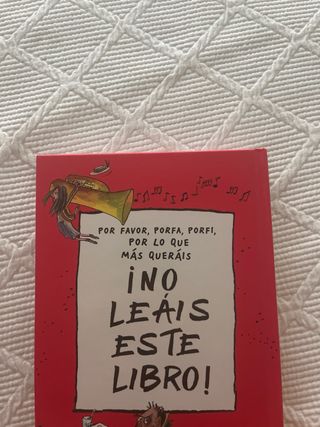 POR FAVOR, PORFA, PORFI,
POR LO QUE
MÁS QUERÁIS
¡NO
LEÁIS
ESTE
LIBRO!